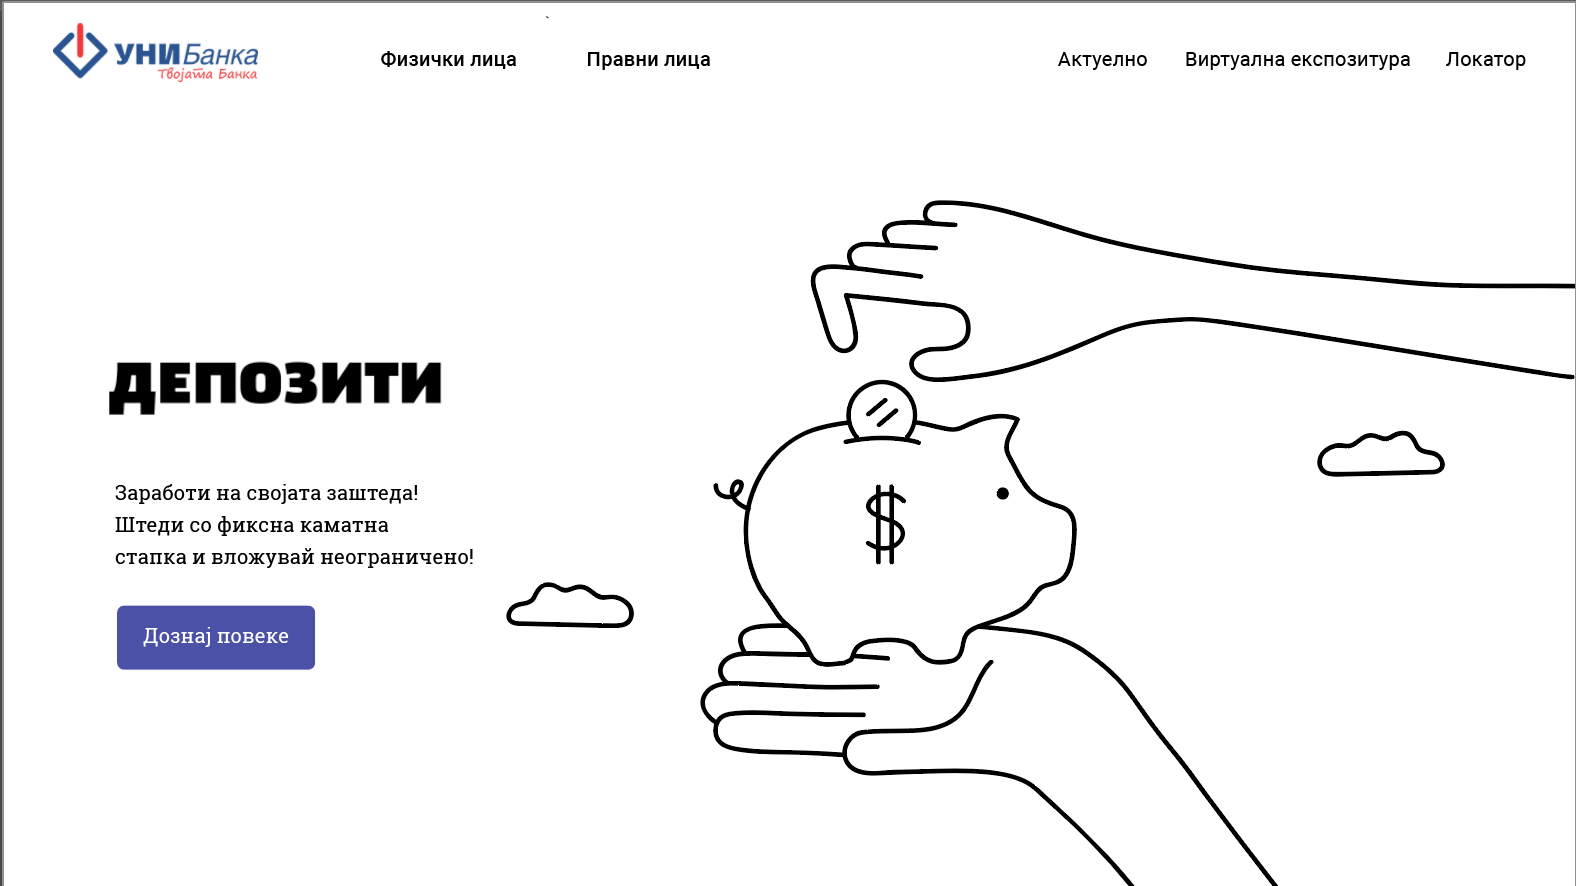 УНИБанка
Твојата Банка
Физички лица
Правни лица
Актуелно
Виртуална експозитура
Локатор
ДЕПОЗИТИ
Заработи на својата заштеда!
Штеди со фиксна каматна
стапка и вложувай неограничено!
Дознај повеке
$